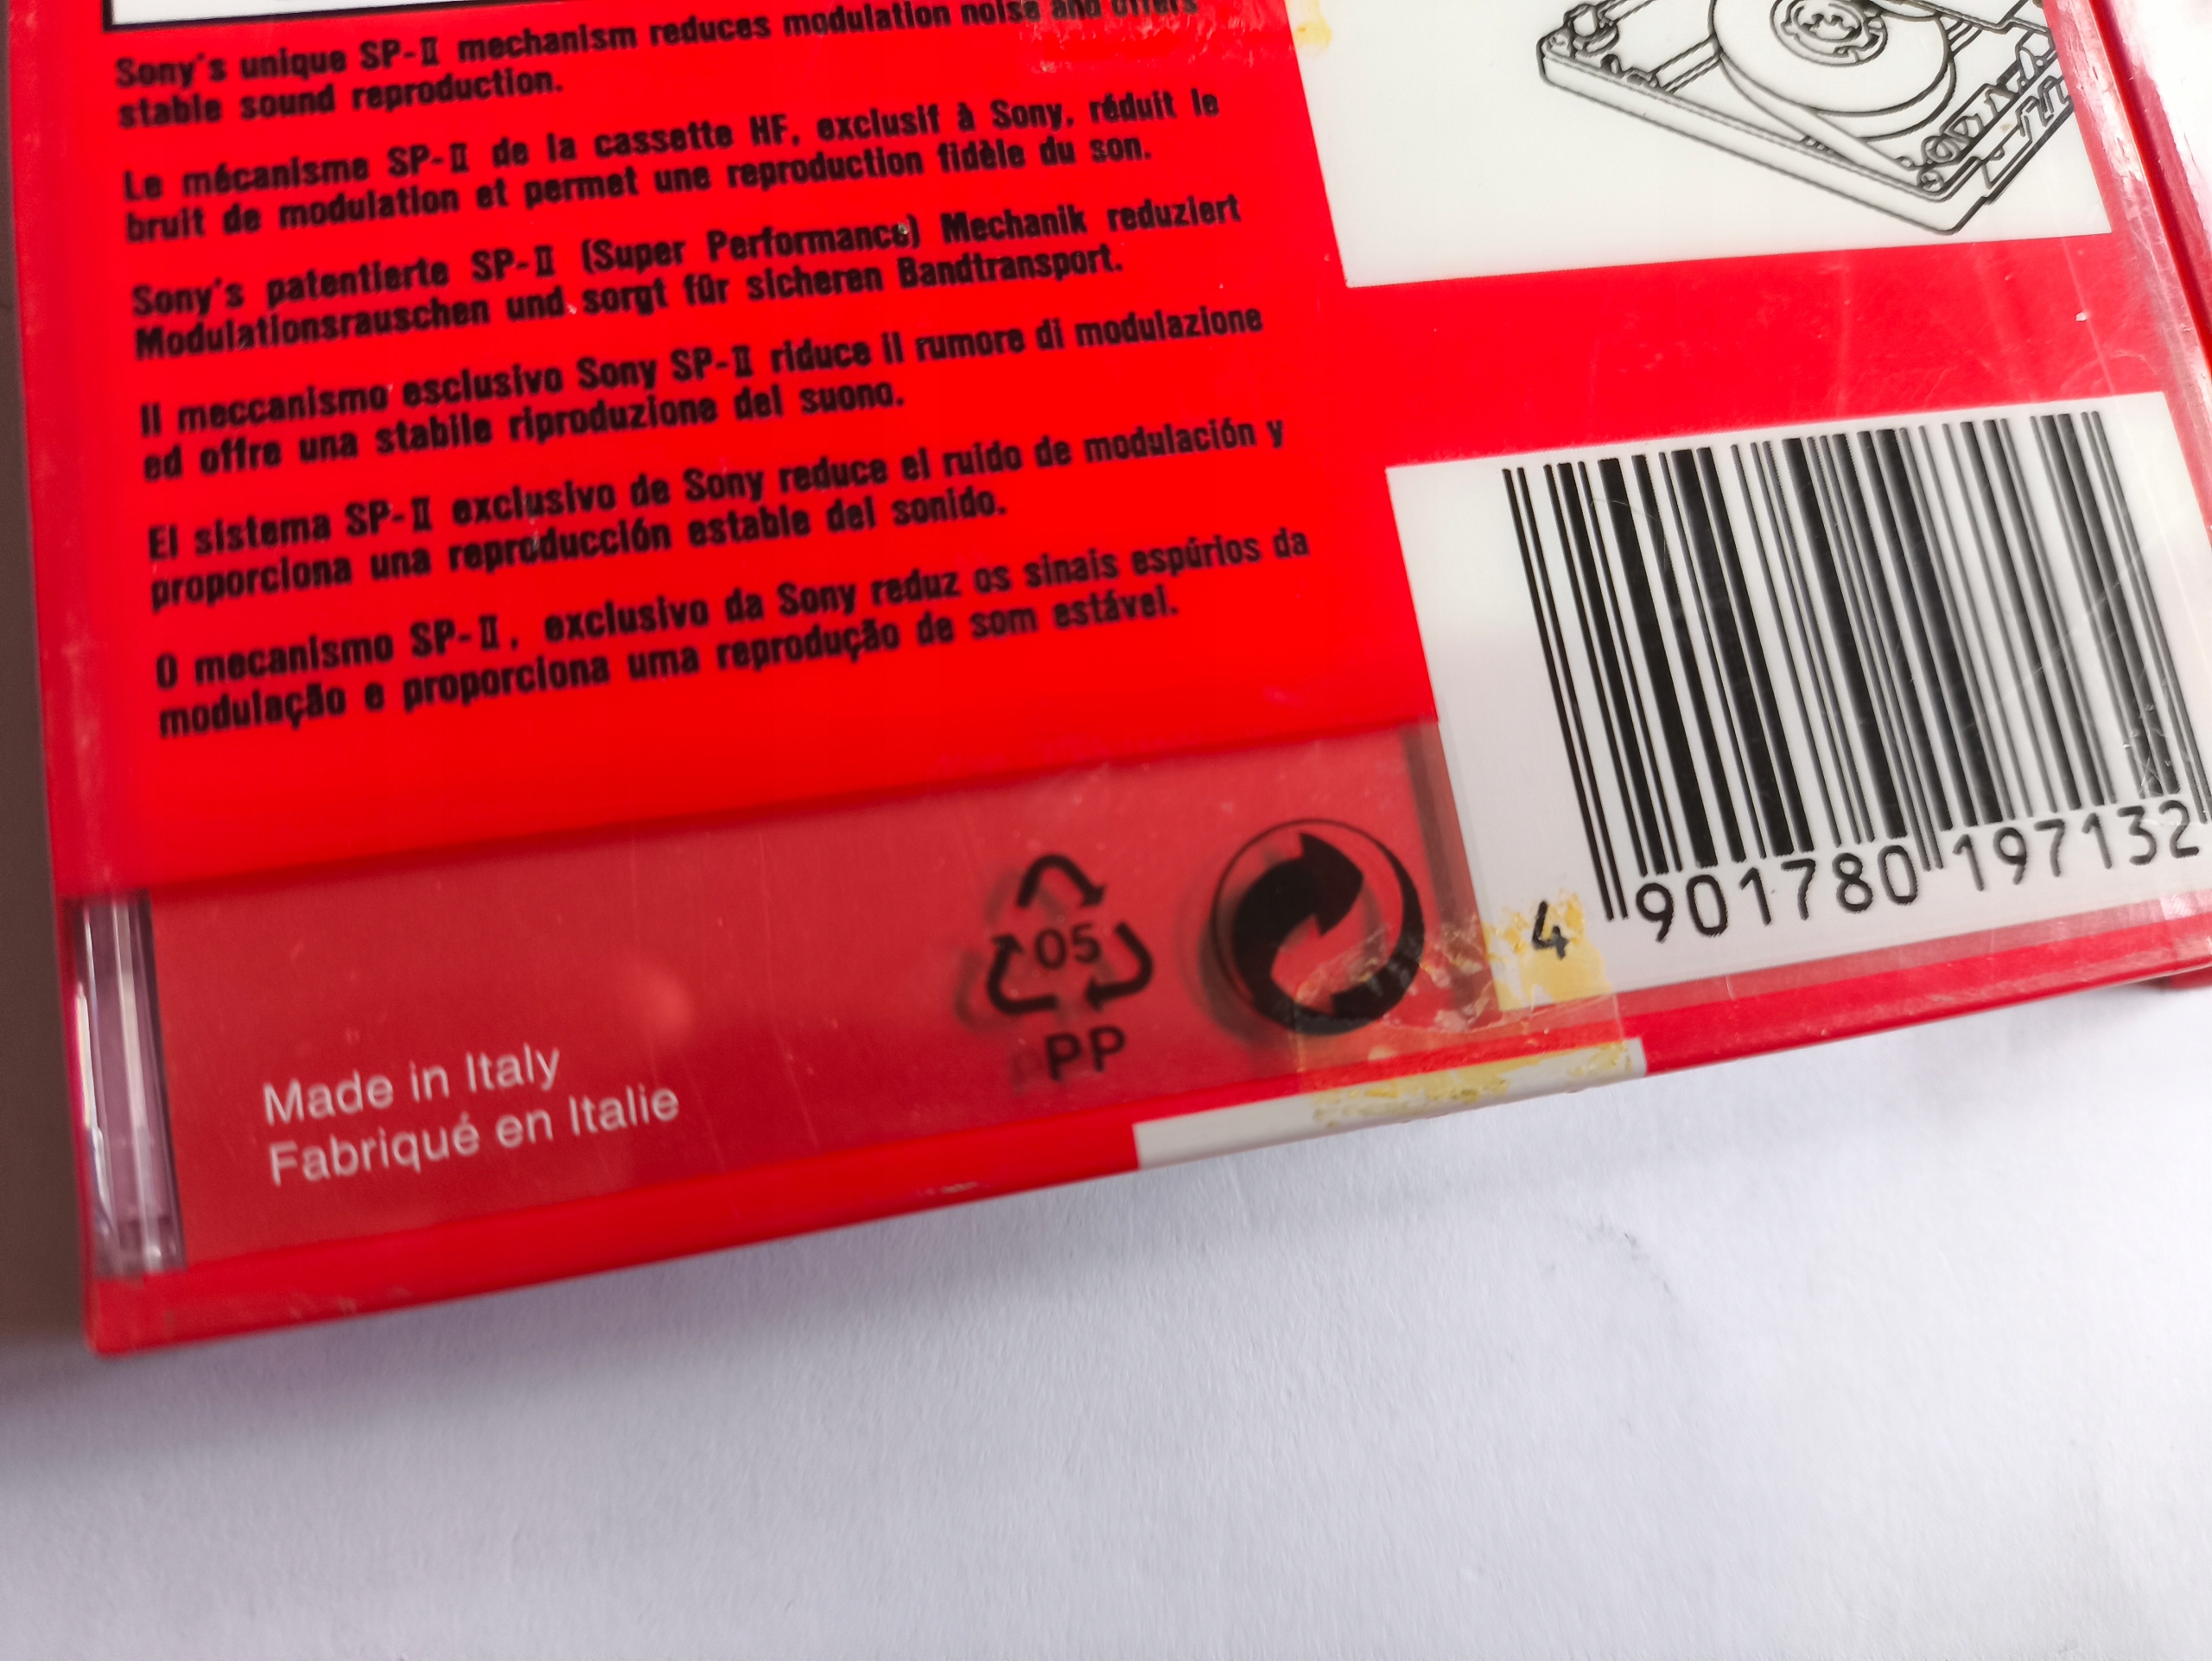 Sony's unique SP-II mechanism reduces modulation noise and offers
stable sound reproduction.
Le mécanisme SP-II de la cassette HF, exclusif à Sony, réduit le
bruit de modulation et permet une reproduction fidèle du son.
Sony's patentierte SP-II (Super Performance) Mechanik reduziert
Modulationsrauschen und sorgt für sicheren Bandtransport.
Il meccanismo esclusivo Sony SP-II riduce il rumore di modulazione
ed offre una stabile riproduzione del suono.
El sistema SP-II exclusivo de Sony reduce el ruido de modulación y
proporciona una reproducción estable del sonido.
O mecanismo SP-II, exclusivo da Sony reduz os sinais espúrios da
modulação e proporciona uma reprodução de som estável.
4 901780 197132
05
PP
Made in Italy
Fabriqué en Italie